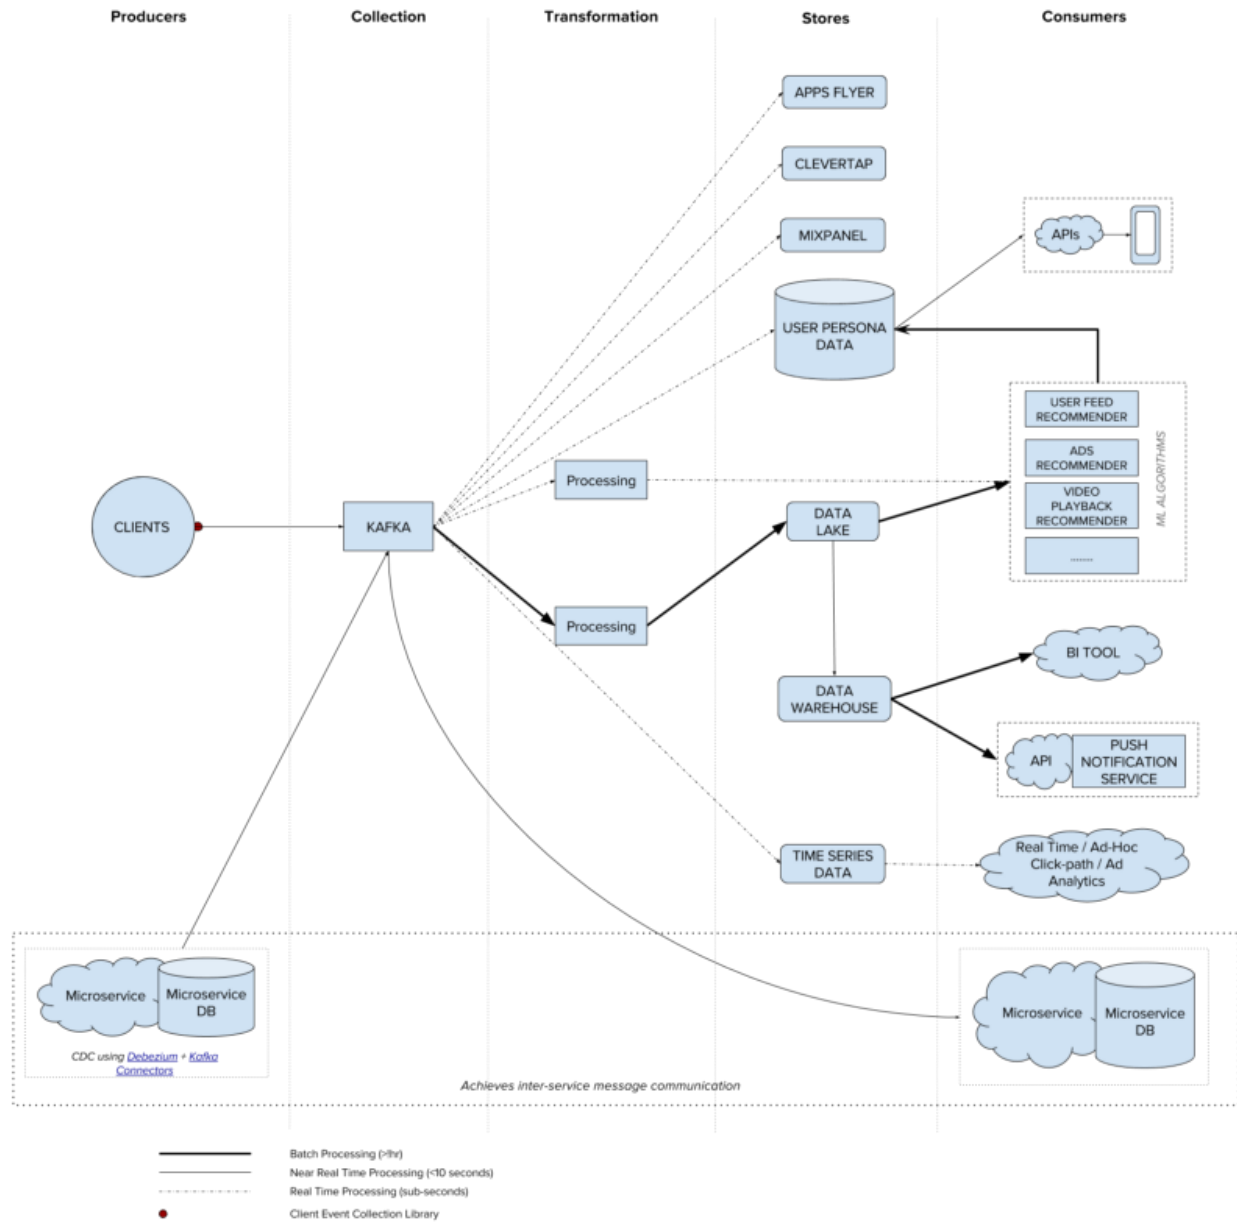 Producers
Collection
Transformation
Stores
Consumers
APPS FLYER
CLEVERTAP
MIXPANEL
APIs
USER PERSONA
DATA
USER FEED
RECOMMENDER
ADS
RECOMMENDER
VIDEO
PLAYBACK
RECOMMENDER
........
ML ALGORITHMS
Processing
CLIENTS
KAFKA
DATA
LAKE
Processing
BI TOOL
DATA
WAREHOUSE
API
PUSH
NOTIFICATION
SERVICE
TIME SERIES
DATA
Real Time / Ad-Hoc
Click-path / Ad
Analytics
Microservice
Microservice
DB
CDC using Debezium + Kafka
Connectors
Microservice
Microservice
DB
Achieves inter-service message communication
Batch Processing (>1hr)
Near Real Time Processing (<10 seconds)
Real Time Processing (sub-seconds)
Client Event Collection Library